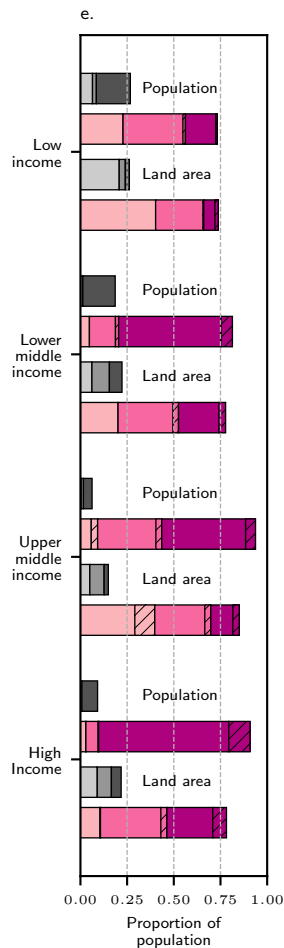 e.
Population
Low
income
Land area
Population
Lower
middle
income
Land area
Population
Upper
middle
income
Land area
Population
High
Income
Land area
0.00 0.25 0.50 0.75 1.00
Proportion of
population